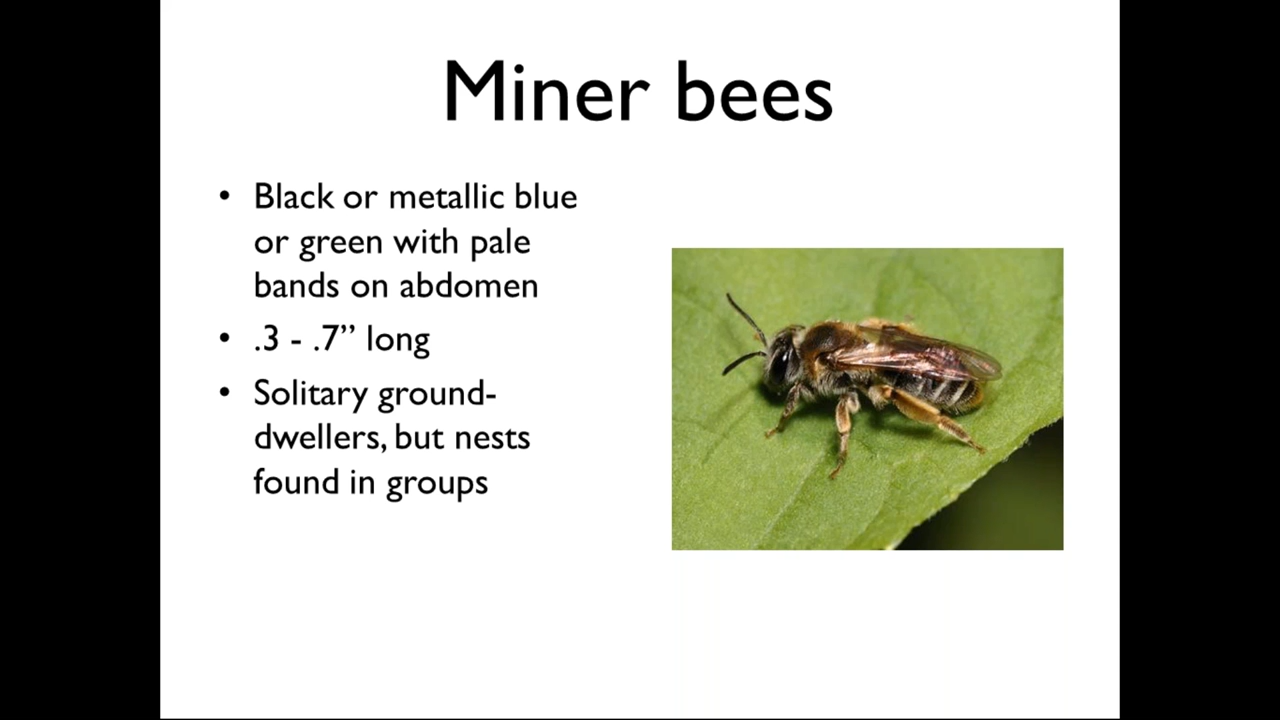 Miner bees
• Black or metallic blue
or green with pale
bands on abdomen
• .3 - .7” long
• Solitary ground-
dwellers, but nests
found in groups